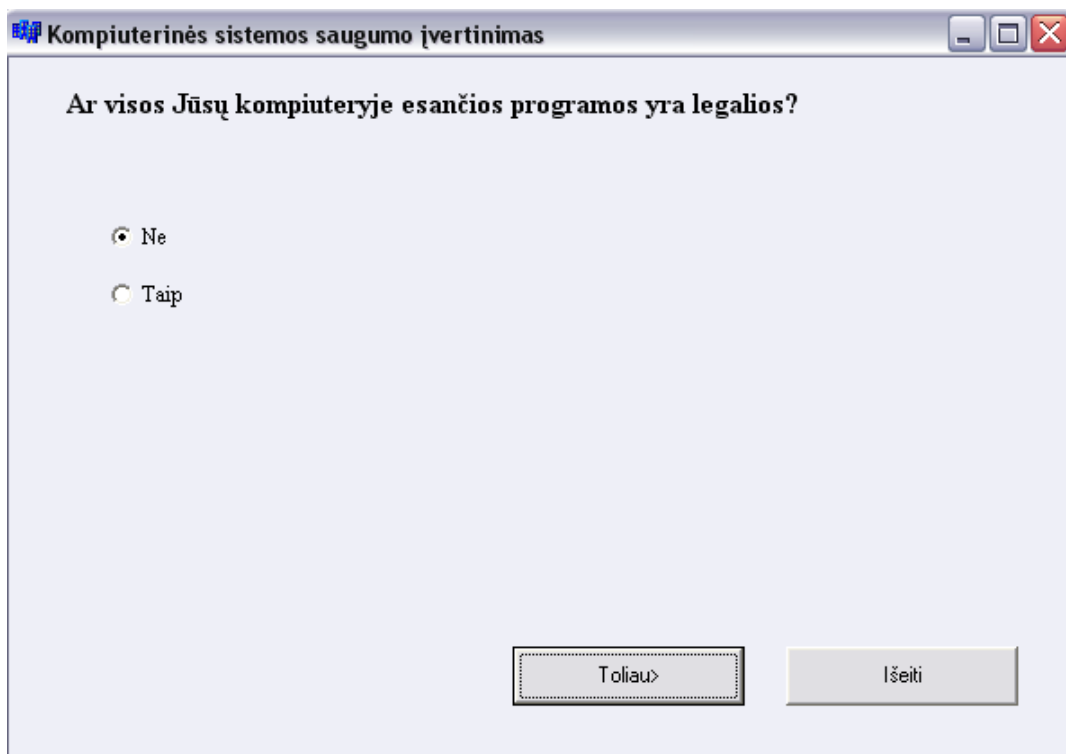 Kompiuterinės sistemos saugumo įvertinimas
Ar visos Jūsų kompiuteryje esančios programos yra legalios?
Ne
Taip
Toliau>
Išeiti